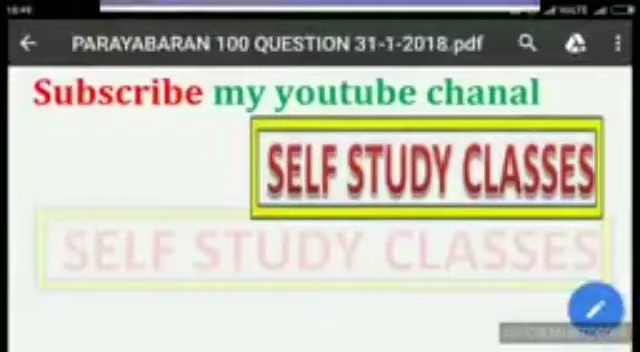 PARAYABARAN 100 QUESTION 31-1-2018.pdf
Subscribe my youtube chanal
SELF STUDY CLASSES
SELF STUDY CLASSES